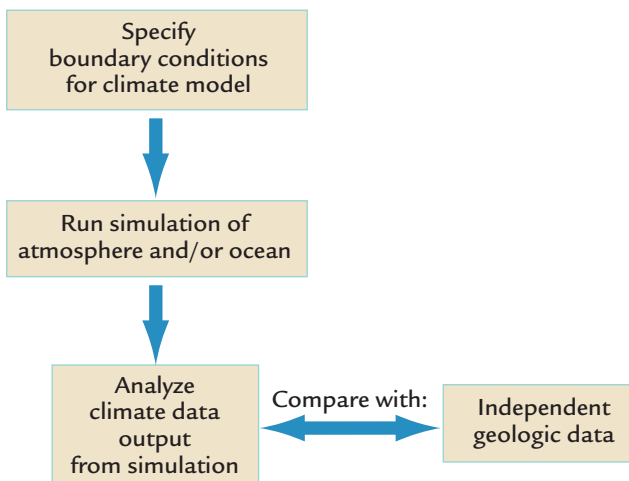 Specify
boundary conditions
for climate model
Run simulation of
atmosphere and/or ocean
Analyze
climate data
output
from simulation
Compare with:
Independent
geologic data